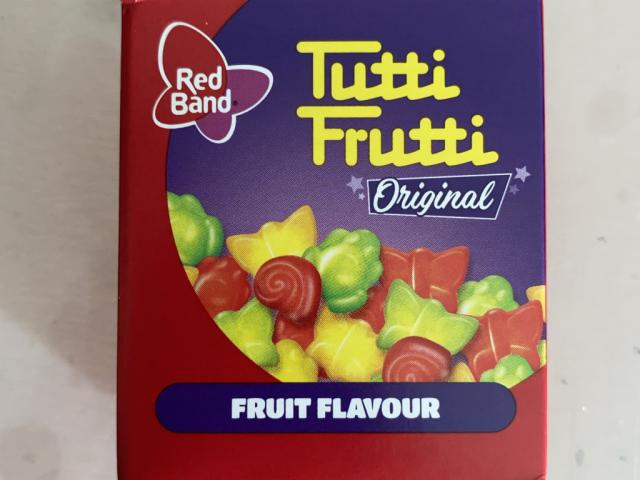 Red
Band
Tutti
Frutti
Original
FRUIT FLAVOUR